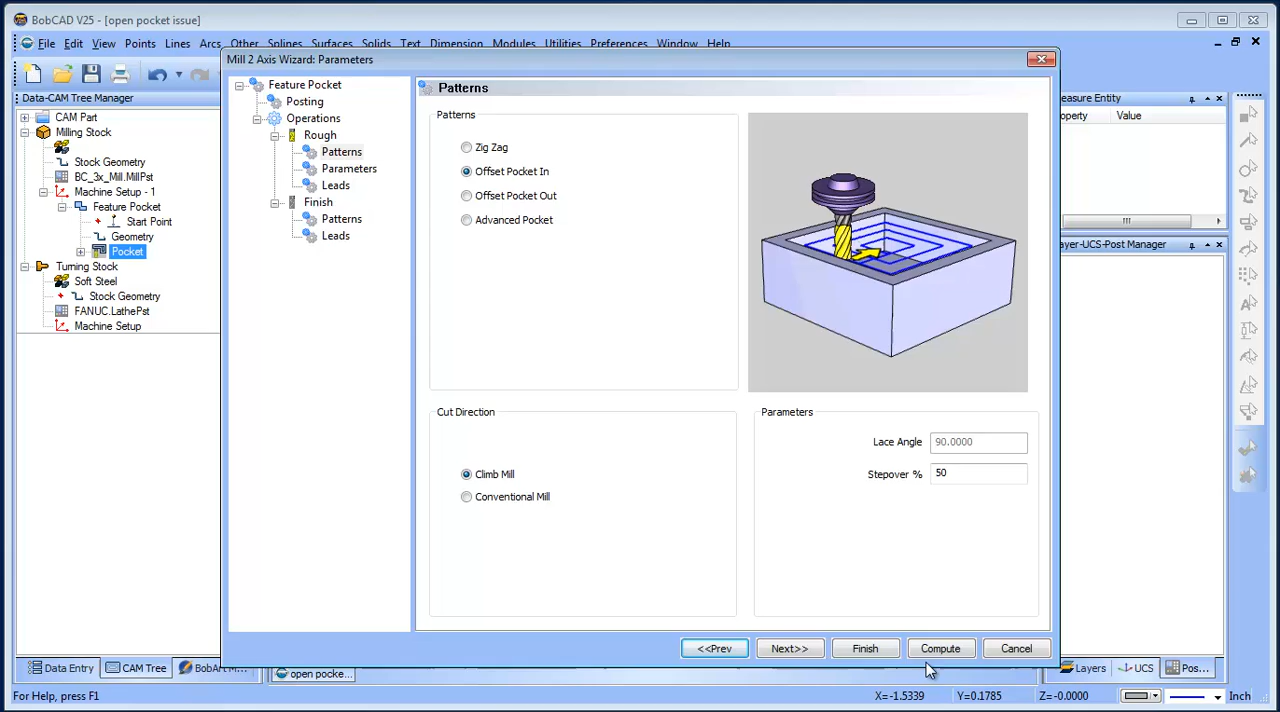 BobCAD V25 - [open pocket issue]
File Edit View Points Lines Arcs Other Splines Surfaces Solids Text Dimension Modules Utilities Preferences Window Help
Mill 2 Axis Wizard: Parameters
Data-CAM Tree Manager
CAM Part
Milling Stock
Stock Geometry
BC_3x_Mill.MillPst
Machine Setup - 1
Feature Pocket
Start Point
Geometry
Pocket
Turning Stock
Soft Steel
Stock Geometry
FANUC.LathePst
Machine Setup
Feature Pocket
Posting
Operations
Rough
Patterns
Parameters
Leads
Finish
Patterns
Leads
Patterns
Patterns
Zig Zag
Offset Pocket In
Offset Pocket Out
Advanced Pocket
Cut Direction
Climb Mill
Conventional Mill
Parameters
Lace Angle 90.0000
Stepover % 50
<<Prev Next>> Finish Compute Cancel
easure Entity
operty Value
ayer-UCS-Post Manager
Data Entry CAM Tree BobArt M...
open pocke...
Layers UCS Pos...
For Help, press F1
X=-1.5339 Y=0.1785 Z=-0.0000 Inch